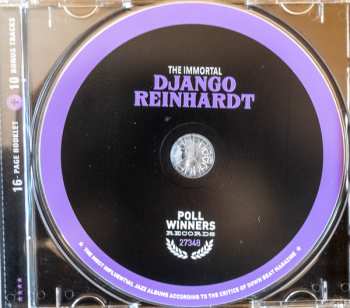 THE IMMORTAL
DJANGO
REINHARDT
POLL
WINNERS
RECORDS
27348
★ THE MOST INFLUENTIAL JAZZ ALBUMS ACCORDING TO THE CRITICS OF DOWN BEAT MAGAZINE ★
16-PAGE BOOKLET + 10 BONUS TRACKS
★★★★